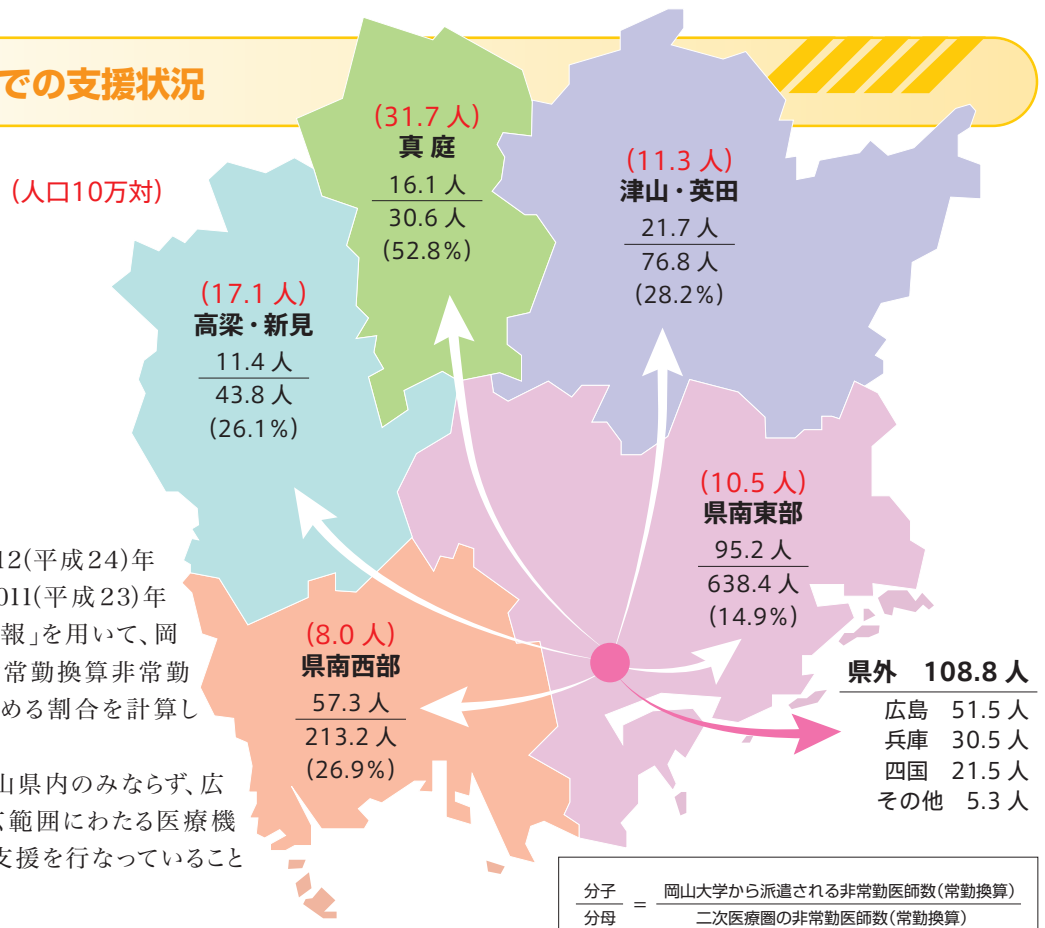 での支援状況
(人口10万対)
(31.7 人)
真 庭
16.1 人
30.6 人
(52.8%)
(11.3 人)
津山・英田
21.7 人
76.8 人
(28.2%)
(17.1 人)
高梁・新見
11.4 人
43.8 人
(26.1%)
(10.5 人)
県南東部
95.2 人
638.4 人
(14.9%)
(8.0 人)
県南西部
57.3 人
213.2 人
(26.9%)
12(平成24)年
011(平成23)年
報」を用いて、岡
常勤換算非常勤
める割合を計算し
山県内のみならず、広
範囲にわたる医療機
支援を行なっていること
県外 108.8 人
広島 51.5 人
兵庫 30.5 人
四国 21.5 人
その他 5.3 人
分子 = 岡山大学から派遣される非常勤医師数(常勤換算)
分母 二次医療圏の非常勤医師数(常勤換算)